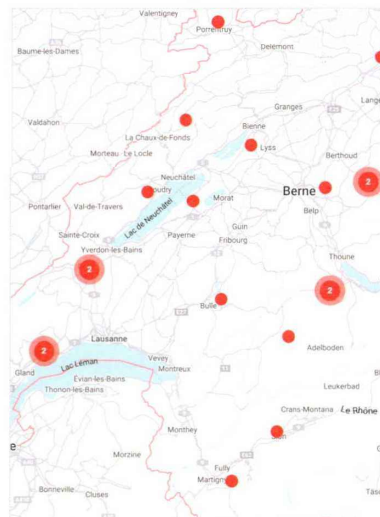 Valentigney
Porrentruy
Baume-les-Dames
Delemont
Valdahon
Granges
La Chaux-de-Fonds
Bienne
Lyss
Morteau
Le Locle
Berthoud
Neuchâtel
2
Berne
Morat
Pontarlier
Val-de-Travers
Belp
Lac de Neuchâtel
Guin
Sainte-Croix
Payerne
Fribourg
Yverdon-les-Bains
Thoune
2
2
Bulle
Lausanne
2
Adelboden
Vevey
Lac Léman
Gland
Montreux
Évian-les-Bains
Thonon-les-Bains
Leukerbad
Crans-Montana
Le Rhône
Monthey
Sion
e
Morzine
Fully
Martigny
Bonneville
Cluses